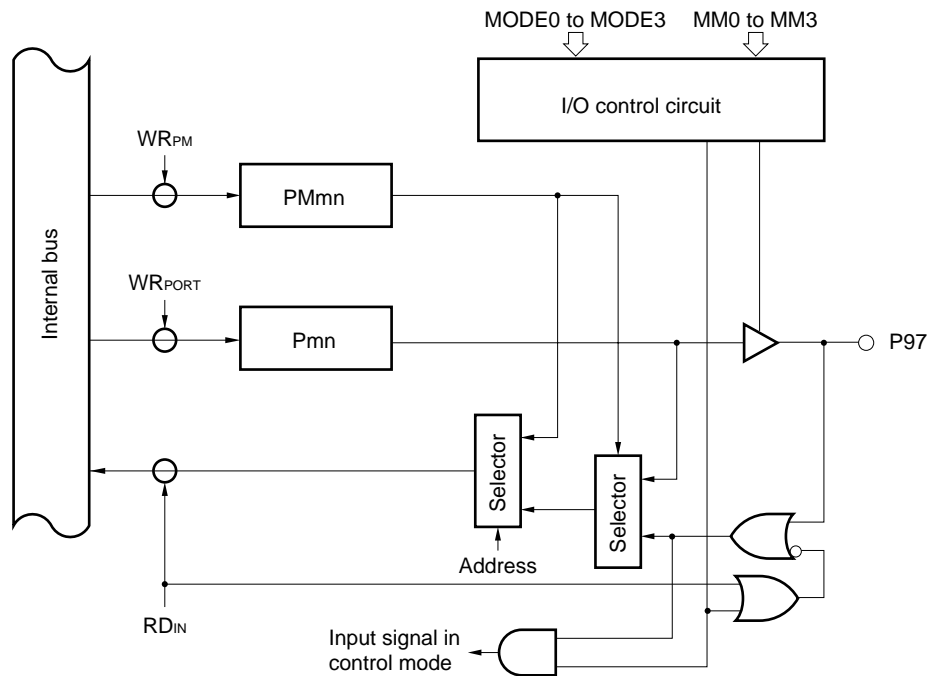 MODE0 to MODE3
MM0 to MM3
I/O control circuit
WRPM
PMmn
Internal bus
WRPORT
Pmn
P97
Selector
Selector
Address
RDIN
Input signal in
control mode